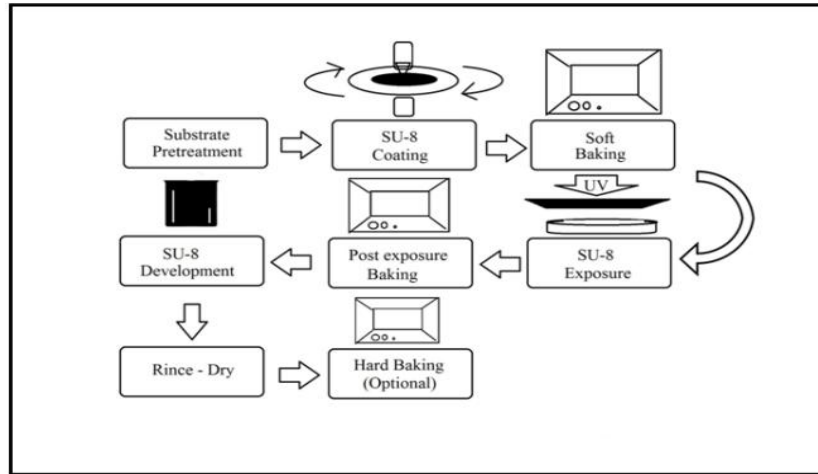 Substrate
Pretreatment
SU-8
Coating
Soft
Baking
UV
SU-8
Exposure
Post exposure
Baking
SU-8
Development
Rince - Dry
Hard Baking
(Optional)